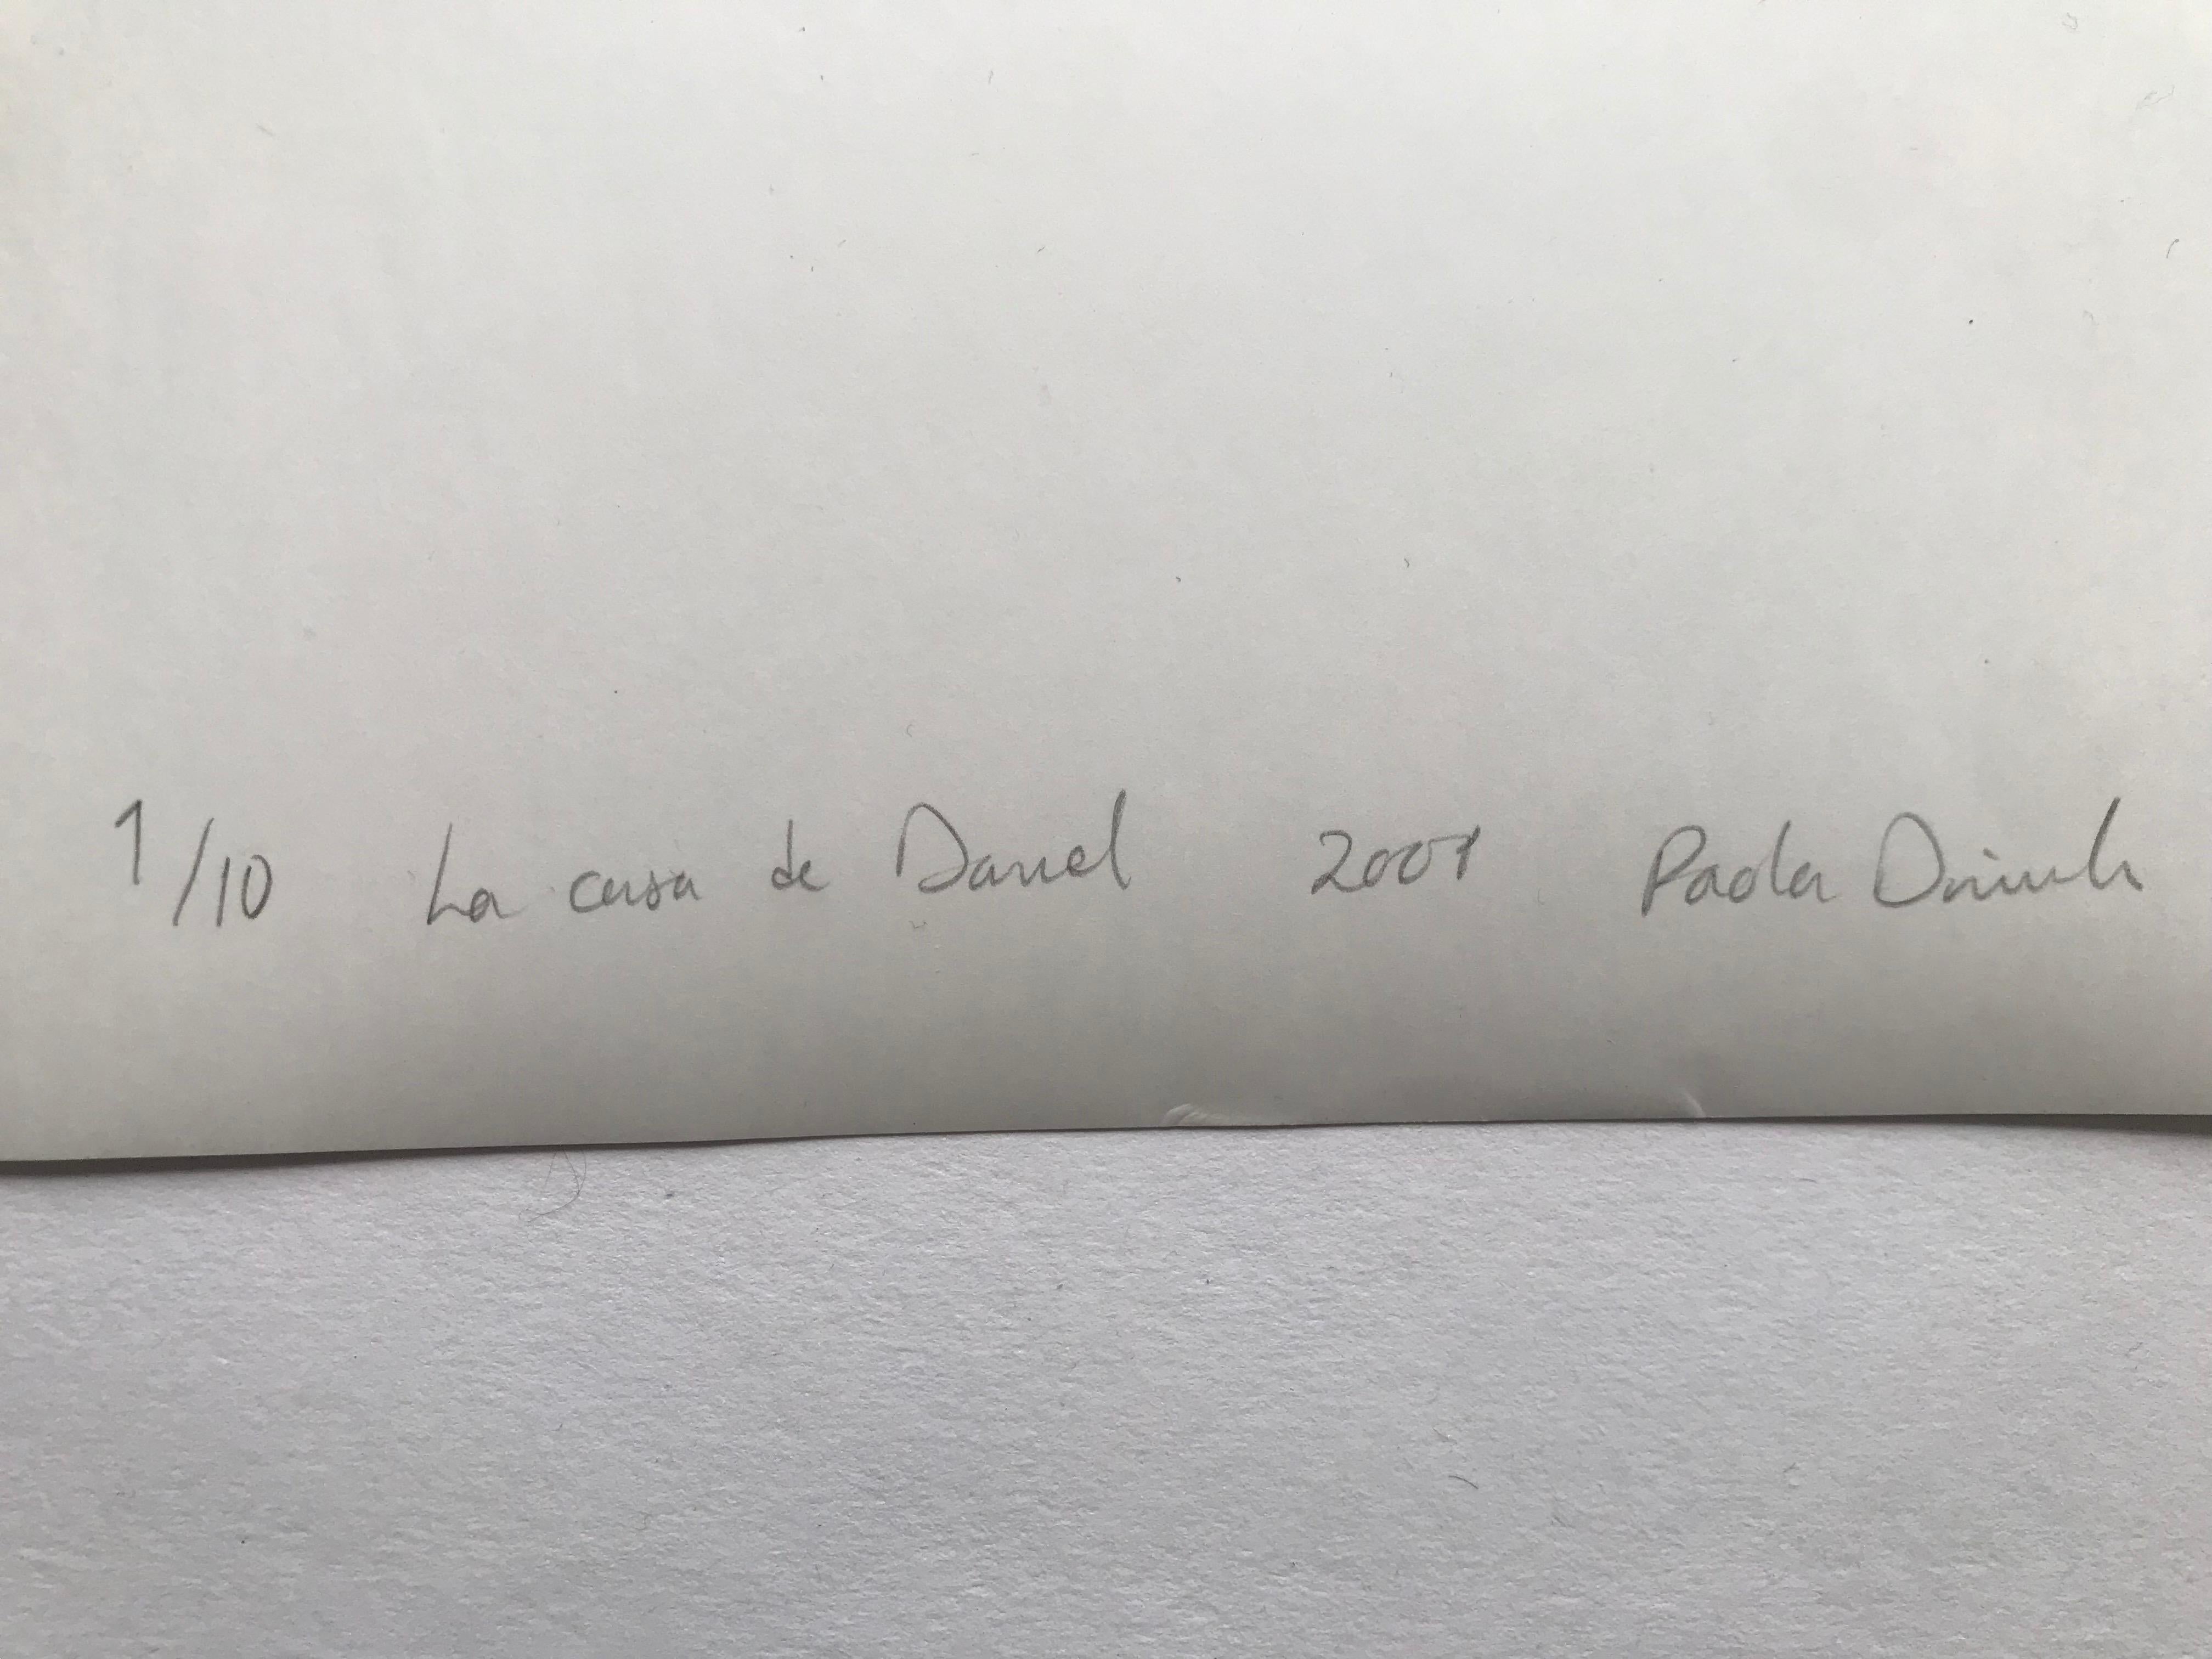 1/10 La casa de Daniel 2001 Paola